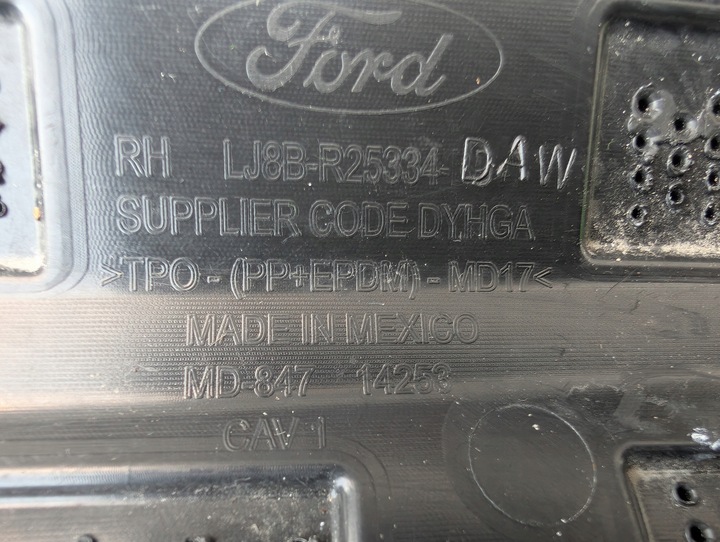 Ford
RH LJ8B-R25334-DAW
SUPPLIER CODE DYHGA
>TPO-(PP+EPDM)-MD17<
MADE IN MEXICO
MD-847 14253
CAV 1